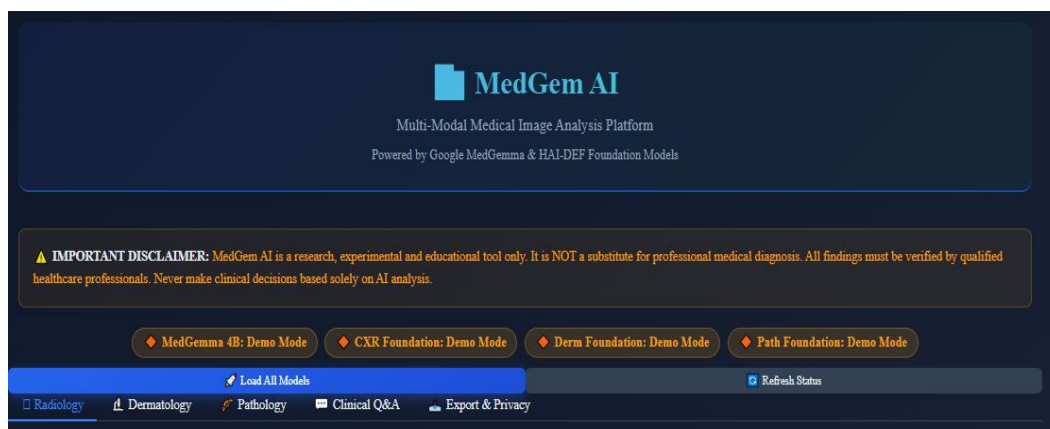 MedGem AI
Multi-Modal Medical Image Analysis Platform
Powered by Google MedGemma & HAI-DEF Foundation Models
⚠ IMPORTANT DISCLAIMER: MedGem AI is a research, experimental and educational tool only. It is NOT a substitute for professional medical diagnosis. All findings must be verified by qualified
healthcare professionals. Never make clinical decisions based solely on AI analysis.
MedGemma 4B: Demo Mode CXR Foundation: Demo Mode Derm Foundation: Demo Mode Path Foundation: Demo Mode
Load All Models Refresh Status
Radiology Dermatology Pathology Clinical Q&A Export & Privacy